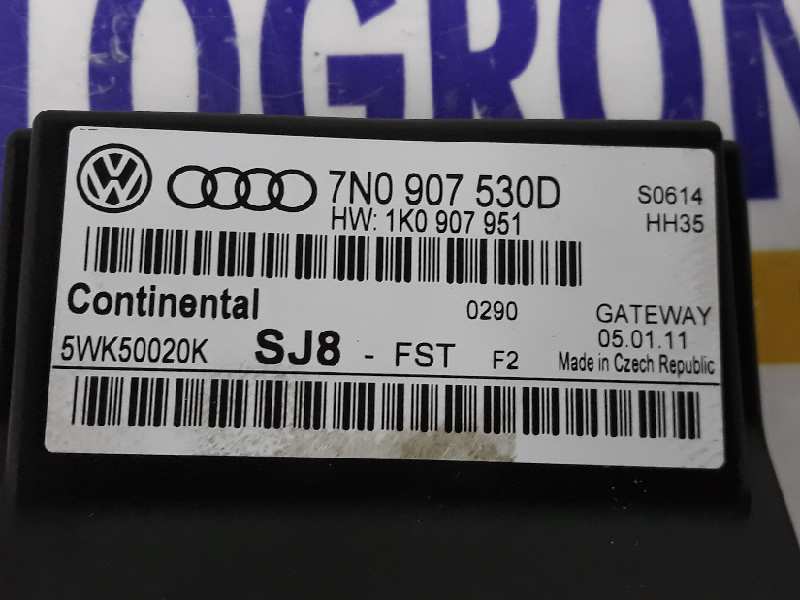 LOGRON
7N0 907 530D
HW: 1K0 907 951
S0614
HH35
Continental
0290
GATEWAY
05.01.11
5WK50020K SJ8 - FST F2
Made in Czech Republic